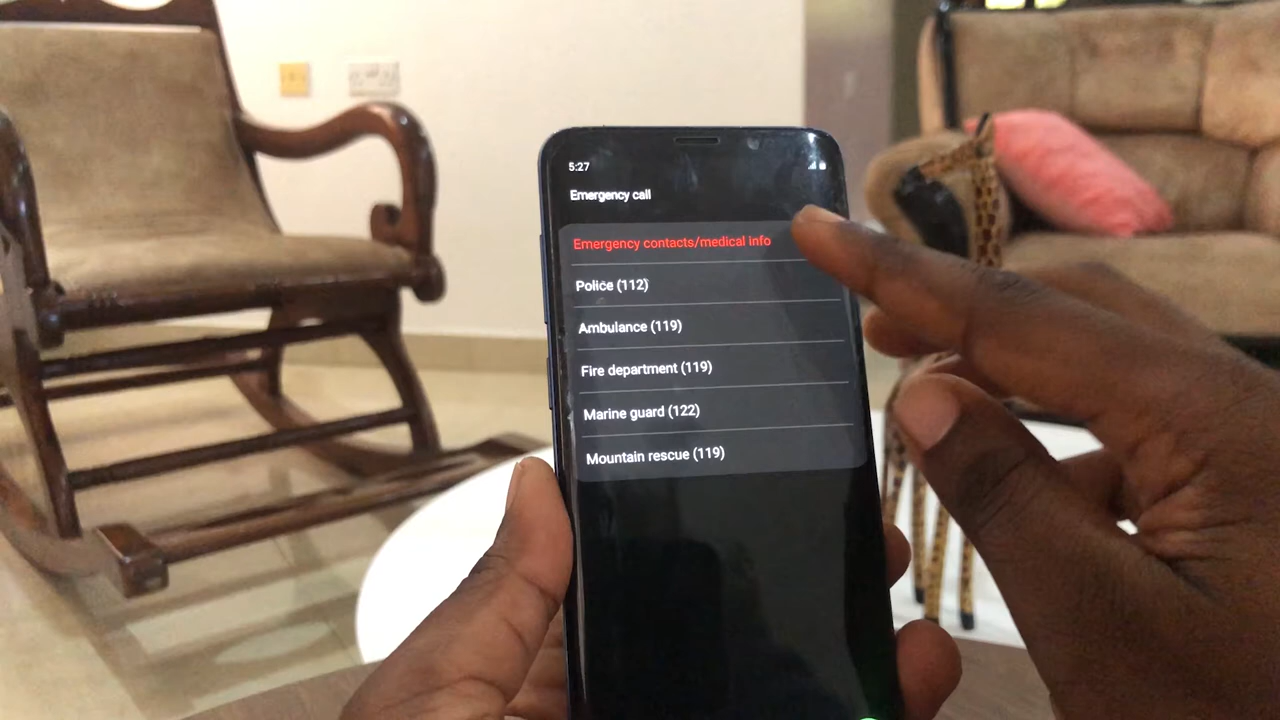 5:27
Emergency call
Emergency contacts/medical info
Police (112)
Ambulance (119)
Fire department (119)
Marine guard (122)
Mountain rescue (119)